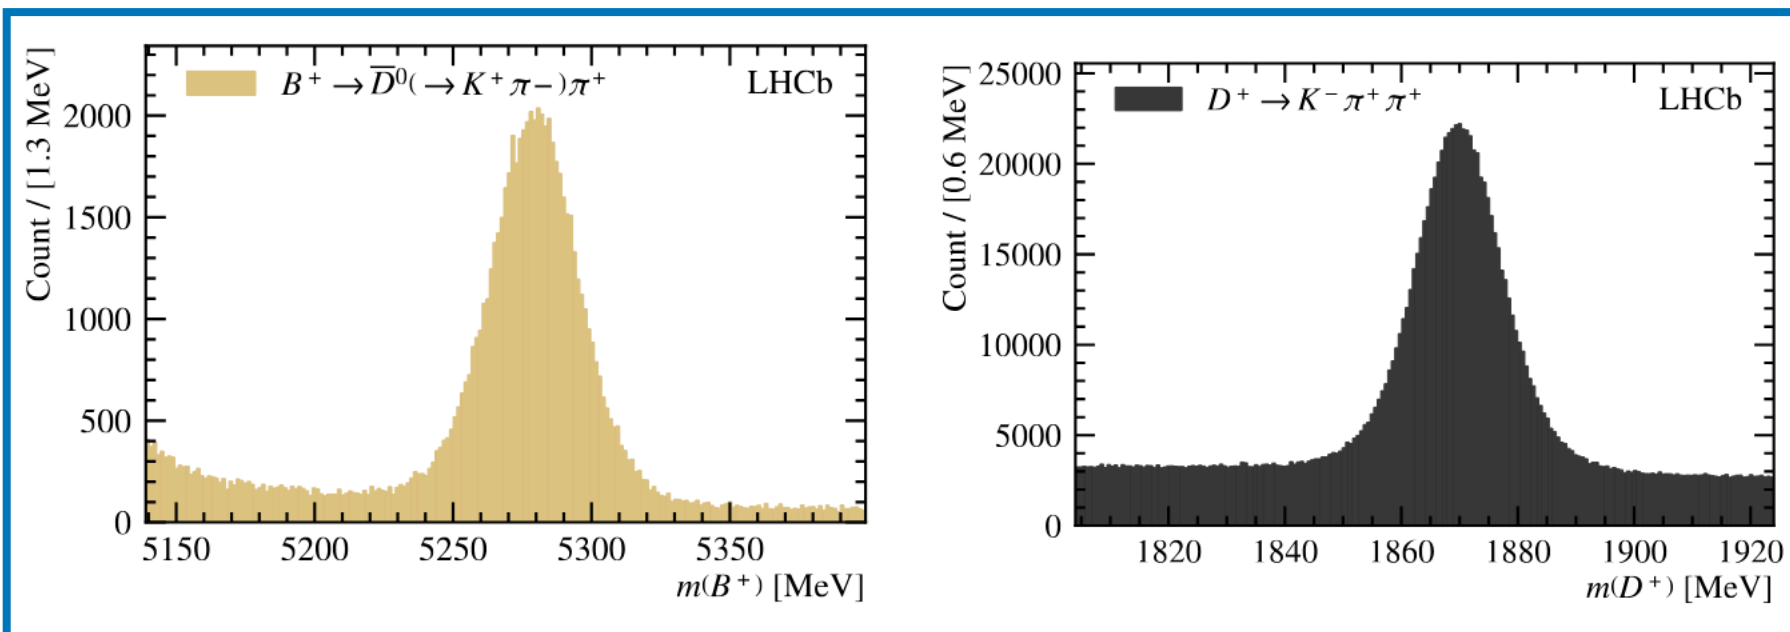 B⁺ → D̅⁰(→ K⁺ π−)π⁺
LHCb
Count / [1.3 MeV]
2000
1500
1000
500
0
5150 5200 5250 5300 5350
m(B⁺) [MeV]
D⁺ → K⁻ π⁺ π⁺
LHCb
Count / [0.6 MeV]
25000
20000
15000
10000
5000
0
1820 1840 1860 1880 1900 1920
m(D⁺) [MeV]